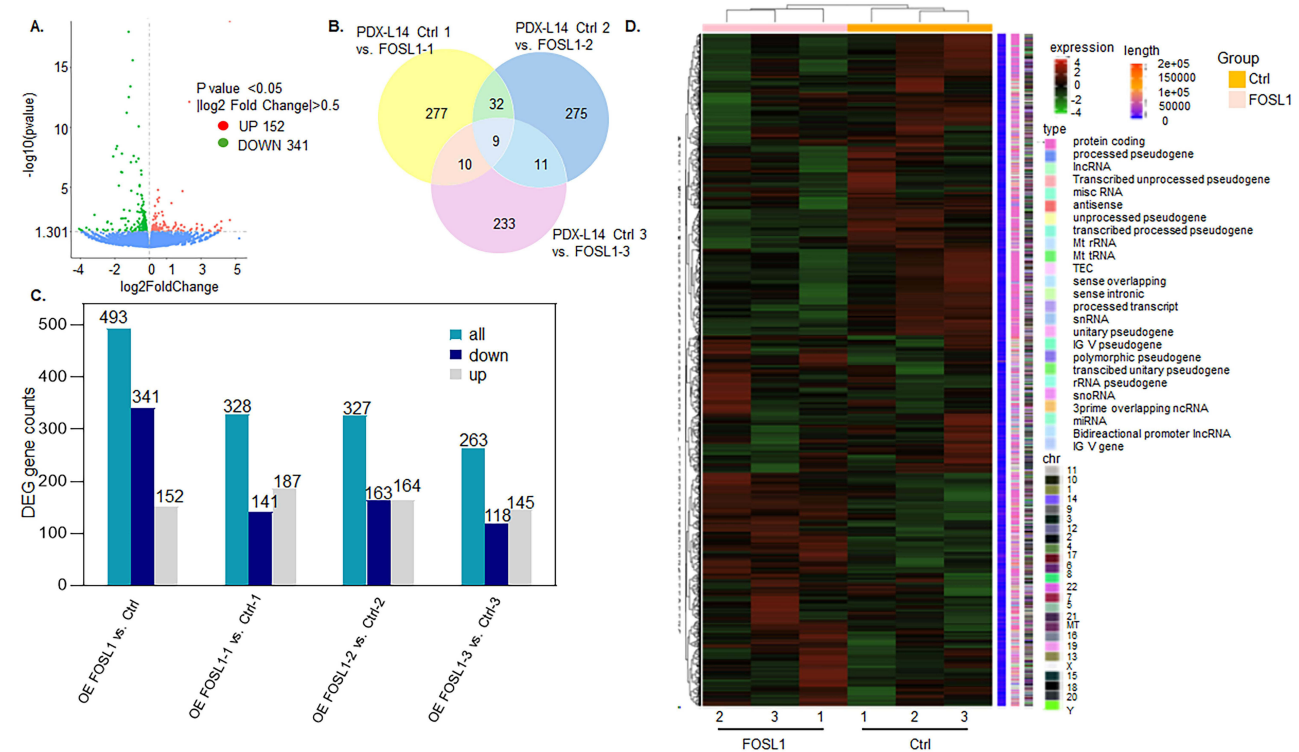 A.
-log10(pvalue)
15
10
5
1.301
-4
-2
0
1
3
5
log2FoldChange
P value <0.05
|log2 Fold Change|>0.5
UP 152
DOWN 341
B.
PDX-L14 Ctrl 1
vs. FOSL1-1
PDX-L14 Ctrl 2
vs. FOSL1-2
277
32
275
9
10
11
233
PDX-L14 Ctrl 3
vs. FOSL1-3
C.
DEG gene counts
500
400
300
200
100
0
493
341
152
328
141
187
327
163
164
263
118
145
all
down
up
OE FOSL1 vs. Ctrl
OE FOSL1-1 vs. Ctrl-1
OE FOSL1-2 vs. Ctrl-2
OE FOSL1-3 vs. Ctrl-3
D.
2
3
1
1
2
3
FOSL1
Ctrl
expression
4
2
0
-2
-4
length
2e+05
150000
1e+05
50000
0
Group
Ctrl
FOSL1
type
protein coding
processed pseudogene
lncRNA
Transcribed unprocessed pseudogene
misc RNA
antisense
unprocessed pseudogene
transcribed processed pseudogene
Mt rRNA
Mt tRNA
TEC
sense overlapping
sense intronic
processed transcript
snRNA
unitary pseudogene
IG V pseudogene
polymorphic pseudogene
transcibed unitary pseudogene
rRNA pseudogene
snoRNA
3prime overlapping ncRNA
miRNA
Bidireactional promoter lncRNA
IG V gene
chr
11
10
1
14
9
3
12
2
4
17
6
8
22
7
5
21
MT
16
19
13
X
15
18
20
Y